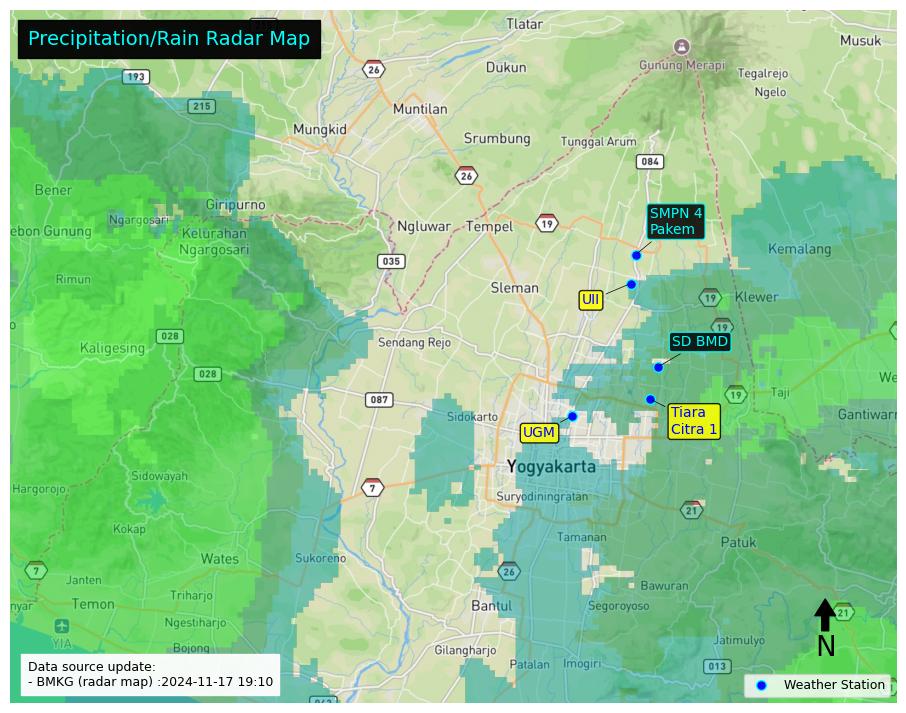 Precipitation/Rain Radar Map
Tlatar
Musuk
26
193
Dukun
Gunung Merapi
Tegalrejo
Ngelo
215
Muntilan
Mungkid
Srumbung
Tunggal Arum
084
26
Bener
Giripurno
Ngargosari
SMPN 4
Pakem
ebon Gunung
Kelurahan
Ngargosari
Ngluwar
Tempel
19
Kemalang
035
Rimun
Sleman
UII
19
Klewer
028
Kaligesing
Sendang Rejo
19
SD BMD
028
087
19
Taji
We
Sidokarto
Tiara
Citra 1
Gantiwarn
UGM
Yogyakarta
Sidowayah
7
Hargorojo
Suryodiningratan
21
Kokap
Tamanan
Patuk
Wates
Sukoreno
7
26
Janten
Bawuran
Triharjo
Temon
nyar
Bantul
Segoroyoso
21
Ngestiharjo
YIA
N
Jatimulyo
Bojong
Gilangharjo
Patalan
Imogiri
013
Data source update:
- BMKG (radar map) :2024-11-17 19:10
Weather Station